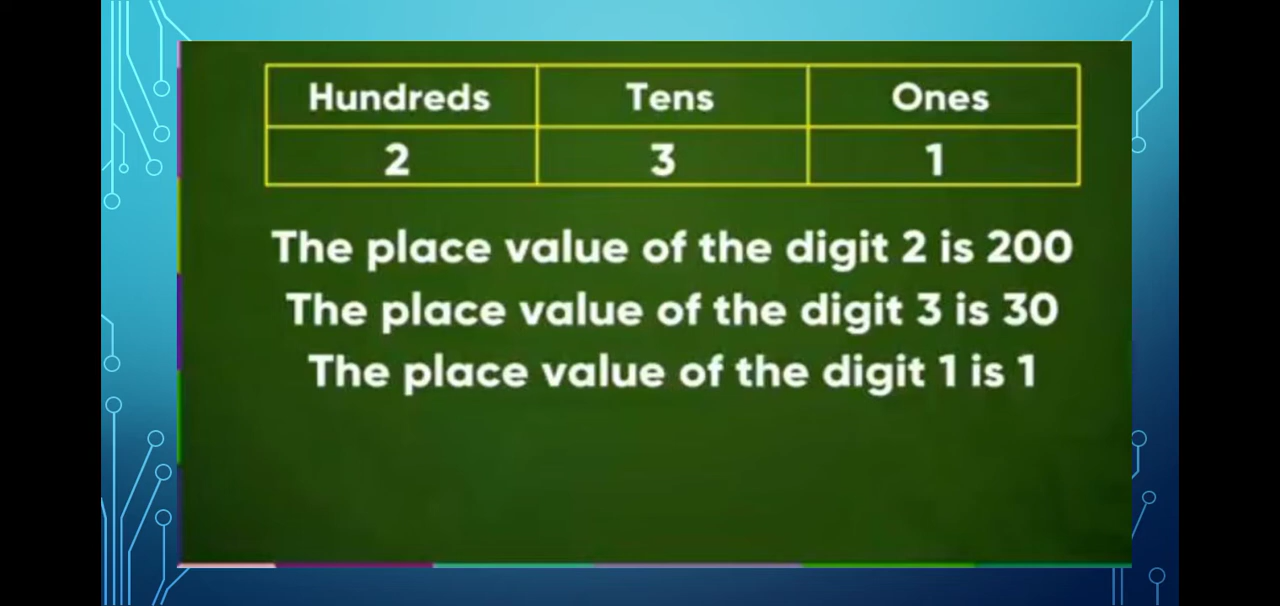 Hundreds Tens Ones
2 3 1
The place value of the digit 2 is 200
The place value of the digit 3 is 30
The place value of the digit 1 is 1